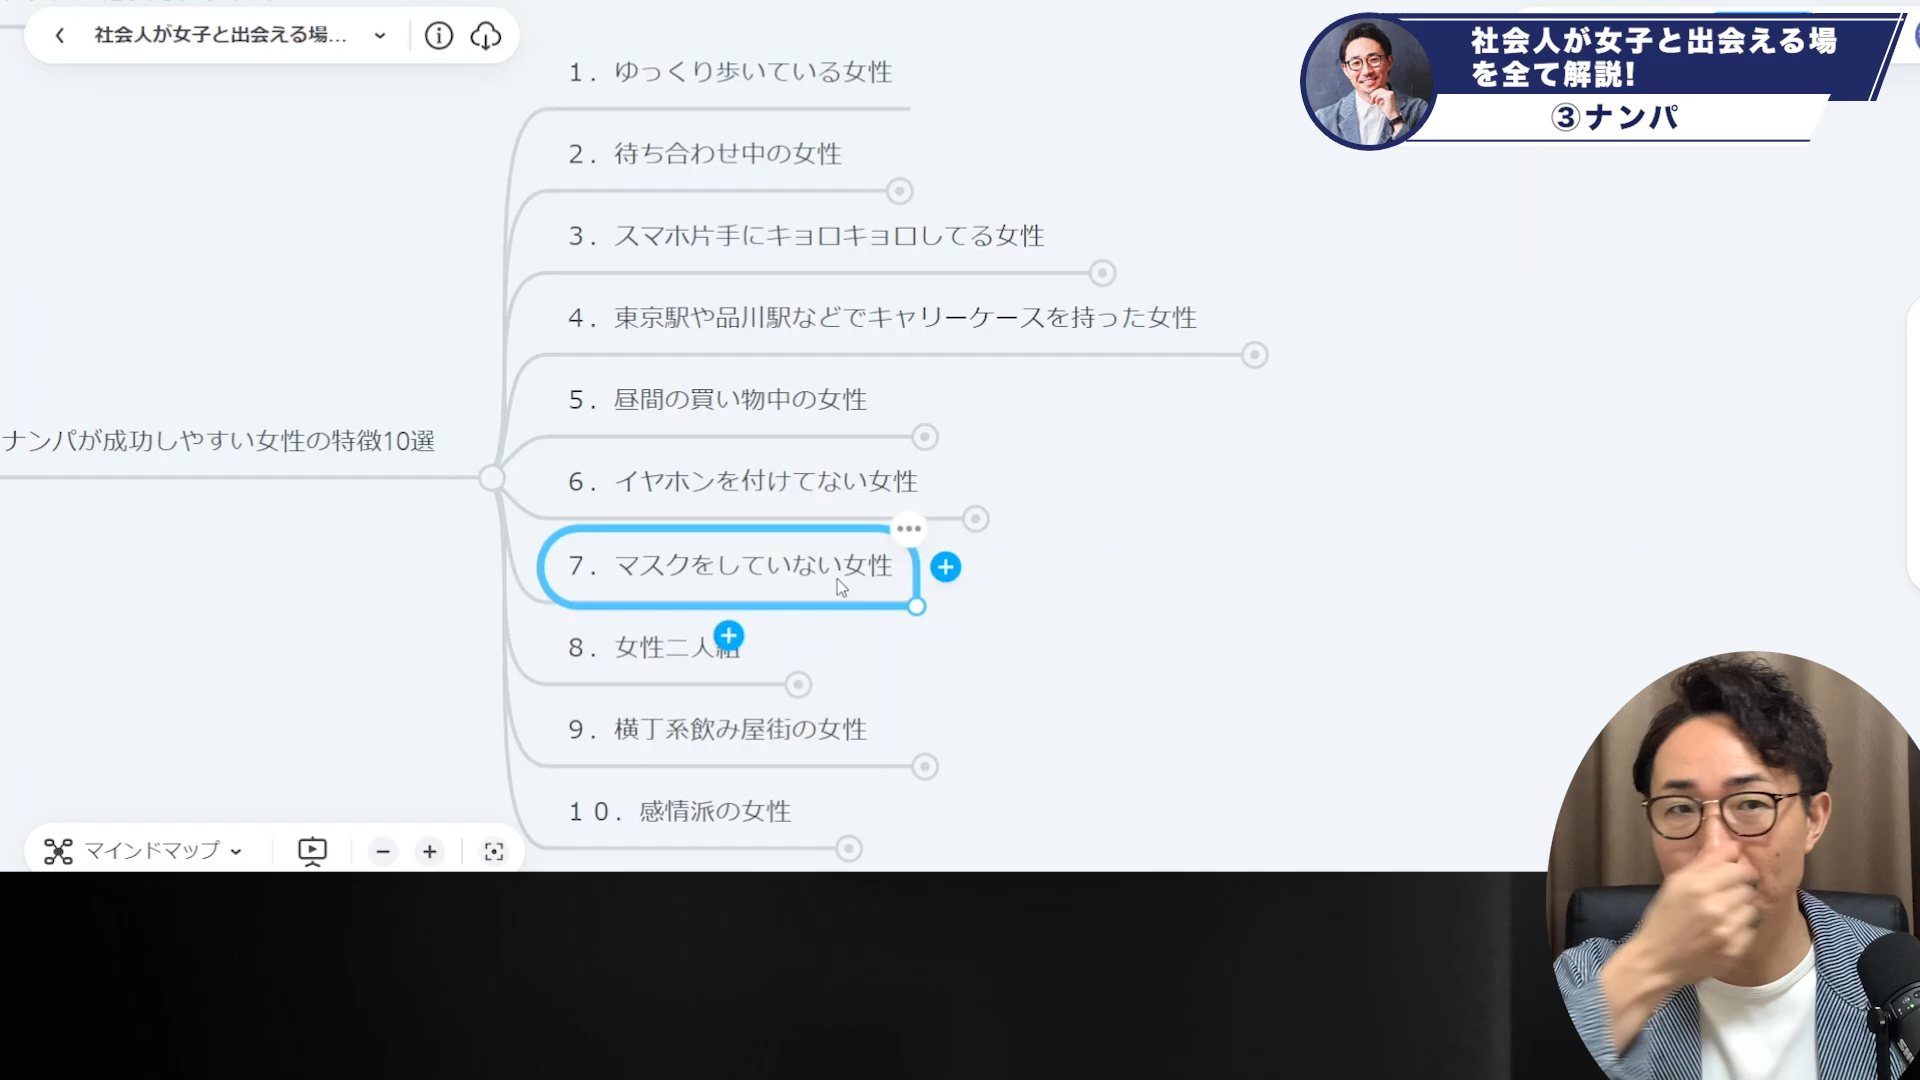 社会人が女子と出会える場...
社会人が女子と出会える場
を全て解説!
③ナンパ
ナンパが成功しやすい女性の特徴10選
1．ゆっくり歩いている女性
2．待ち合わせ中の女性
3．スマホ片手にキョロキョロしてる女性
4．東京駅や品川駅などでキャリーケースを持った女性
5．昼間の買い物中の女性
6．イヤホンを付けてない女性
7．マスクをしていない女性
8．女性二人組
9．横丁系飲み屋街の女性
10．感情派の女性
マインドマップ